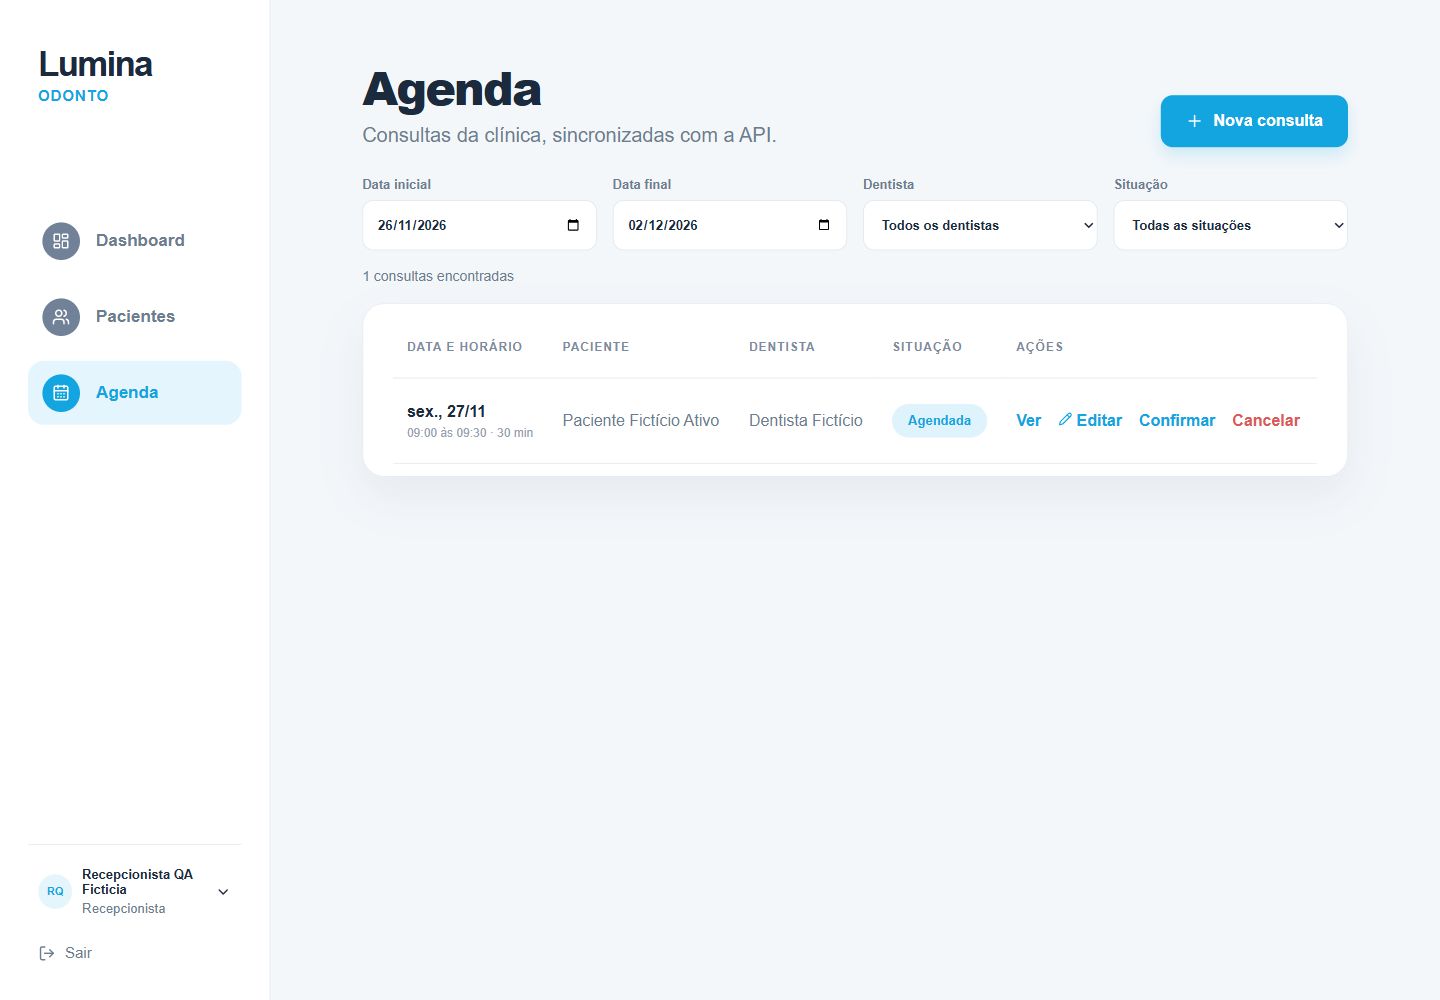 Lumina
ODONTO
Dashboard
Pacientes
Agenda
Recepcionista QA
Ficticia
RQ
Recepcionista
Sair
Agenda
Consultas da clínica, sincronizadas com a API.
Nova consulta
Data inicial
Data final
Dentista
Situação
26/11/2026
02/12/2026
Todos os dentistas
Todas as situações
1 consultas encontradas
DATA E HORÁRIO PACIENTE DENTISTA SITUAÇÃO AÇÕES
sex., 27/11
09:00 às 09:30 · 30 min
Paciente Fictício Ativo
Dentista Fictício
Agendada
Ver Editar Confirmar Cancelar